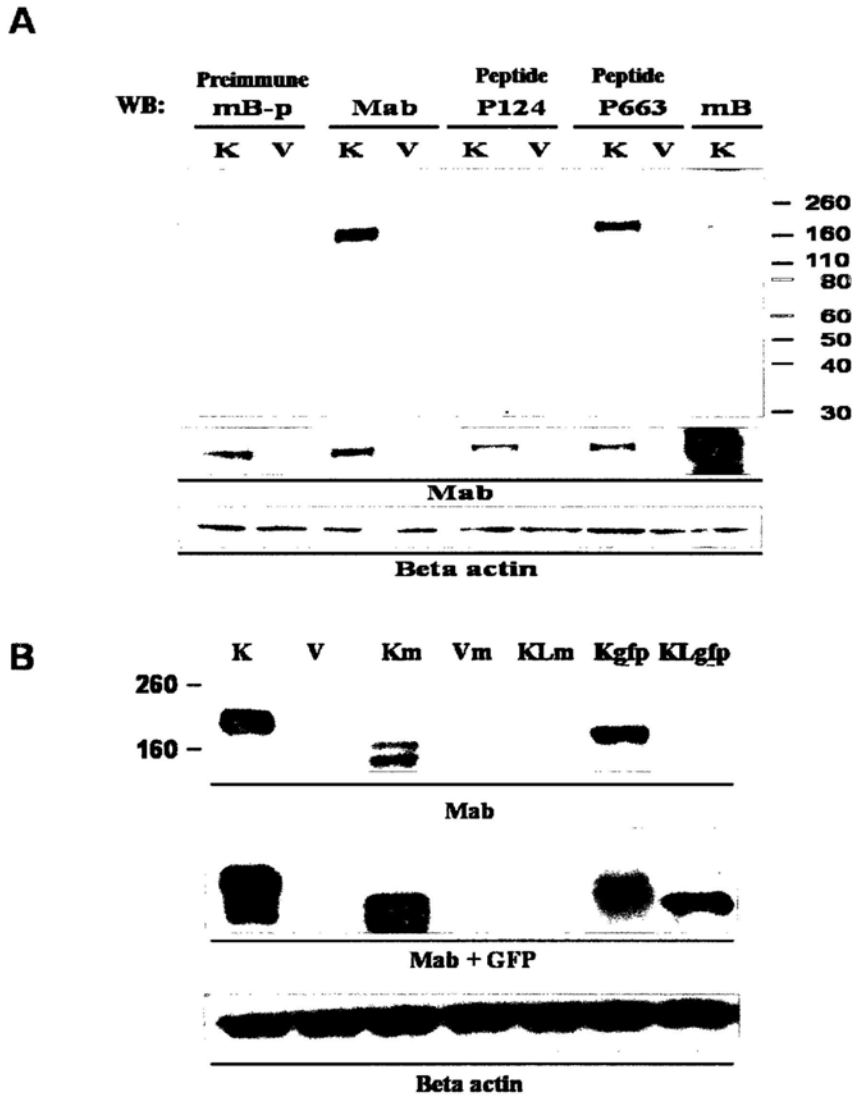 A
Preimmune Peptide Peptide
WB: mB-p Mab P124 P663 mB
K V K V K V K V K
260
160
110
80
60
50
40
30
Mab
Beta actin
B
K V Km Vm KLm Kgfp KLgfp
260
160
Mab
Mab + GFP
Beta actin